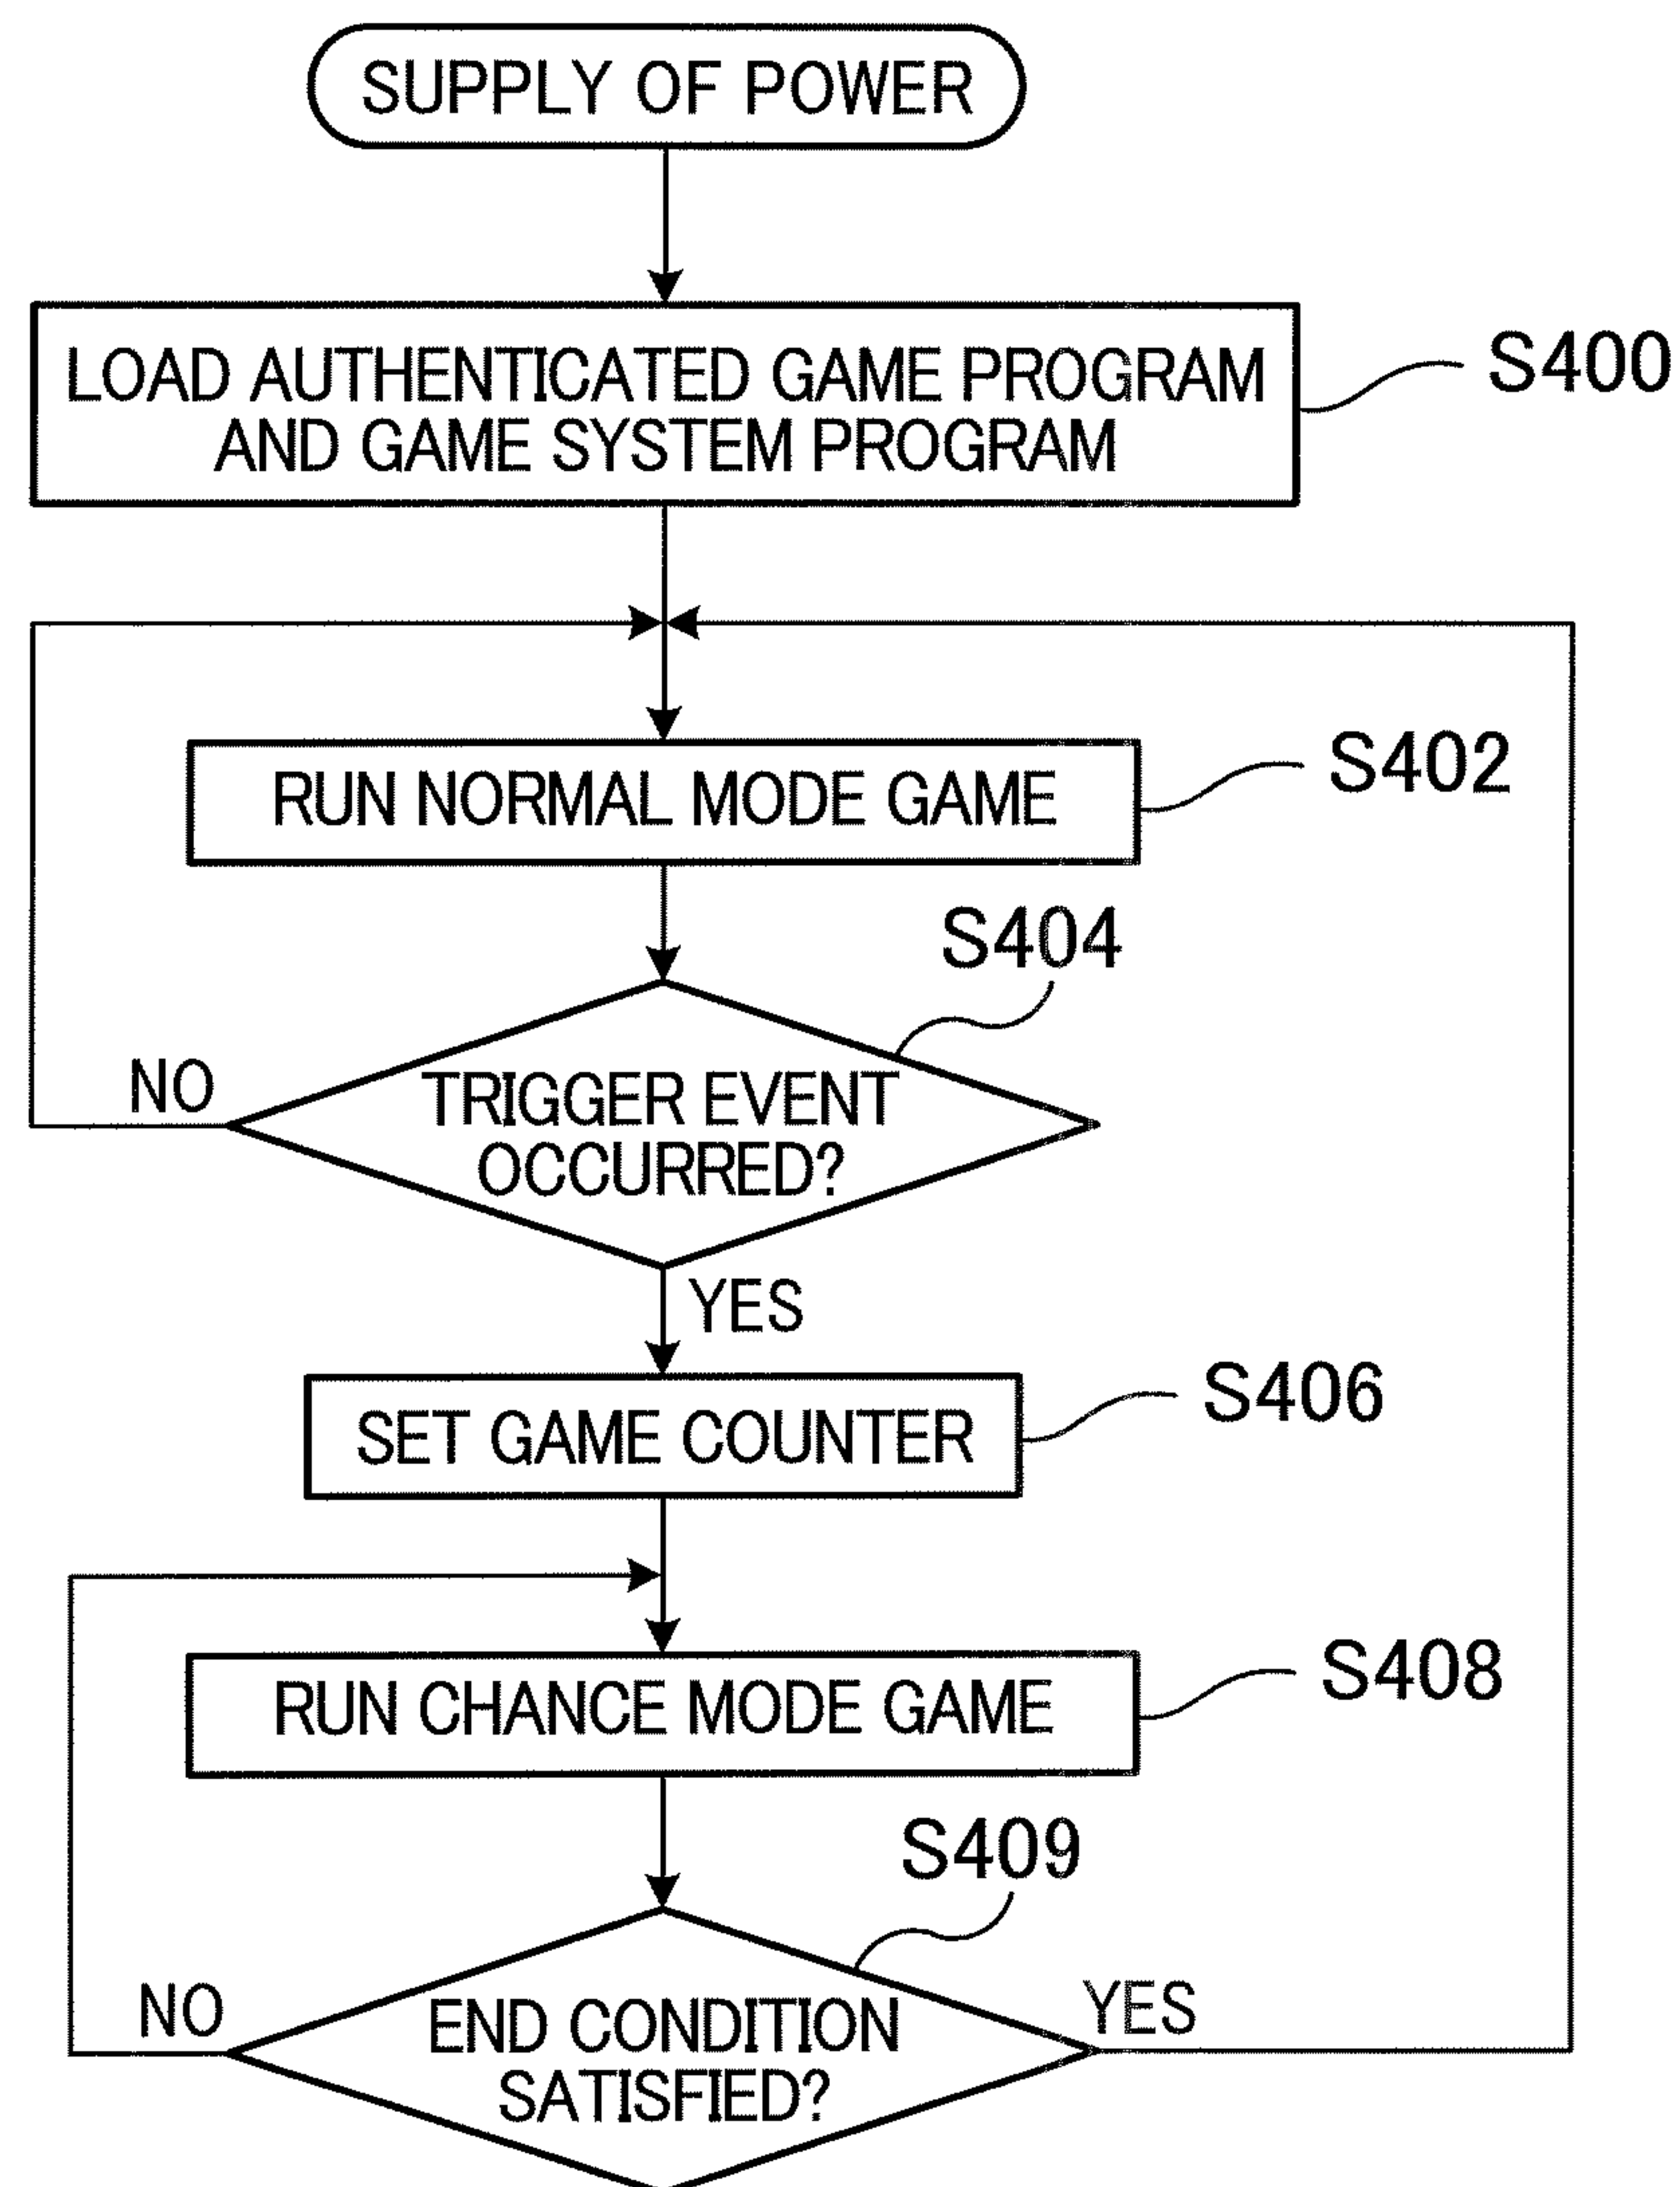 SUPPLY OF POWER
LOAD AUTHENTICATED GAME PROGRAM
AND GAME SYSTEM PROGRAM
S400
RUN NORMAL MODE GAME
S402
S404
TRIGGER EVENT
OCCURRED?
NO
YES
SET GAME COUNTER
S406
RUN CHANCE MODE GAME
S408
S409
END CONDITION
SATISFIED?
NO
YES